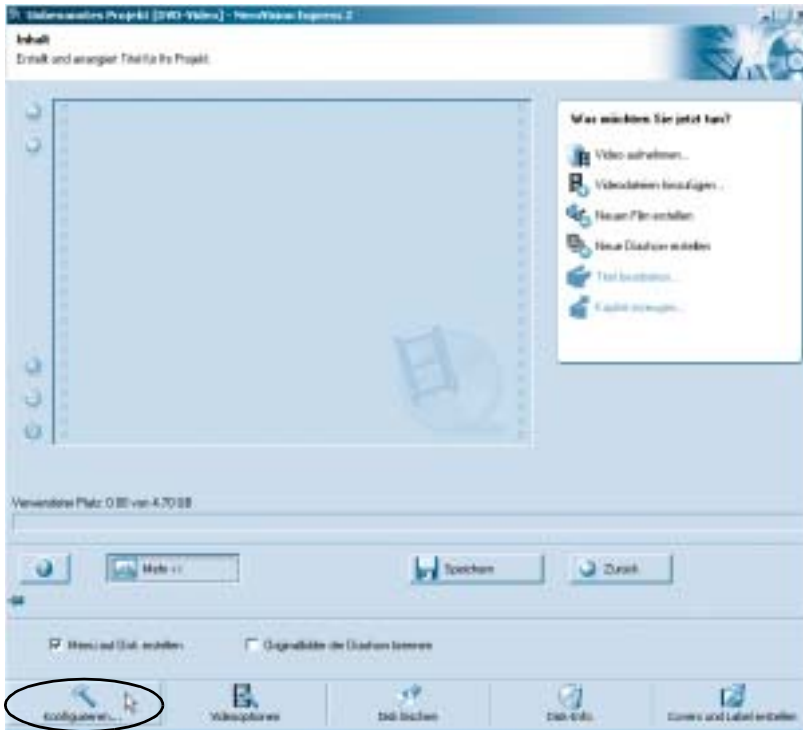 Unbenanntes Projekt [DVD-Video] - NeroVision Express 2
Inhalt
Erstellt und arrangiert Titel für Ihr Projekt.
Was möchten Sie jetzt tun?
Video aufnehmen...
Videodateien hinzufügen...
Neuen Film erstellen
Neue Diashow erstellen
Titel bearbeiten...
Kapitel erzeugen...
Verwendeter Platz: 0.00 von 4.70 GB
Mehr <<
Speichern
Zurück
Menü auf Disk erstellen
Originalbilder der Diashow brennen
Konfigurieren...
Videooptionen
Disk löschen
Disk-Info
Covers und Label erstellen